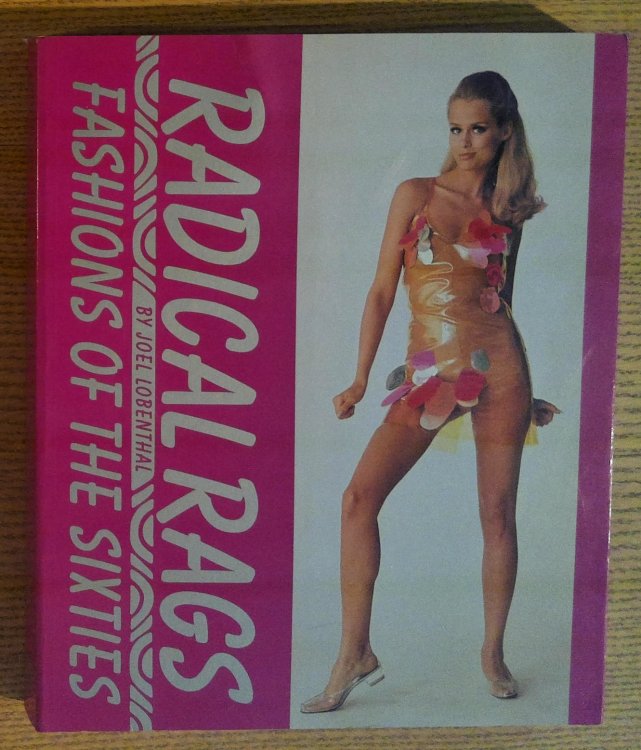 RADICAL RAGS
BY JOEL LOBENTHAL
FASHIONS OF THE SIXTIES